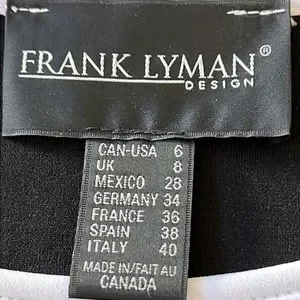 FRANK LYMAN®
DESIGN
CAN-USA 6
UK 8
MEXICO 28
GERMANY 34
FRANCE 36
SPAIN 38
ITALY 40
MADE IN/FAIT AU
CANADA